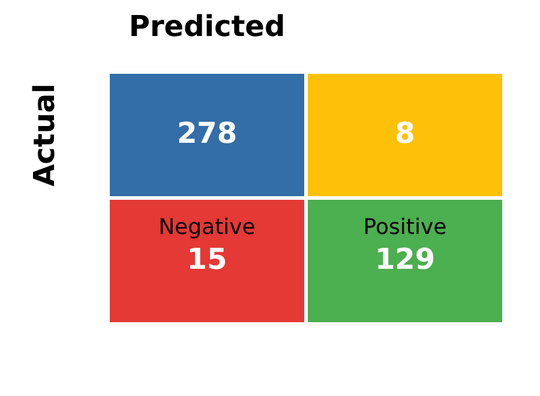 Predicted
Actual
278 8
Negative Positive
15 129